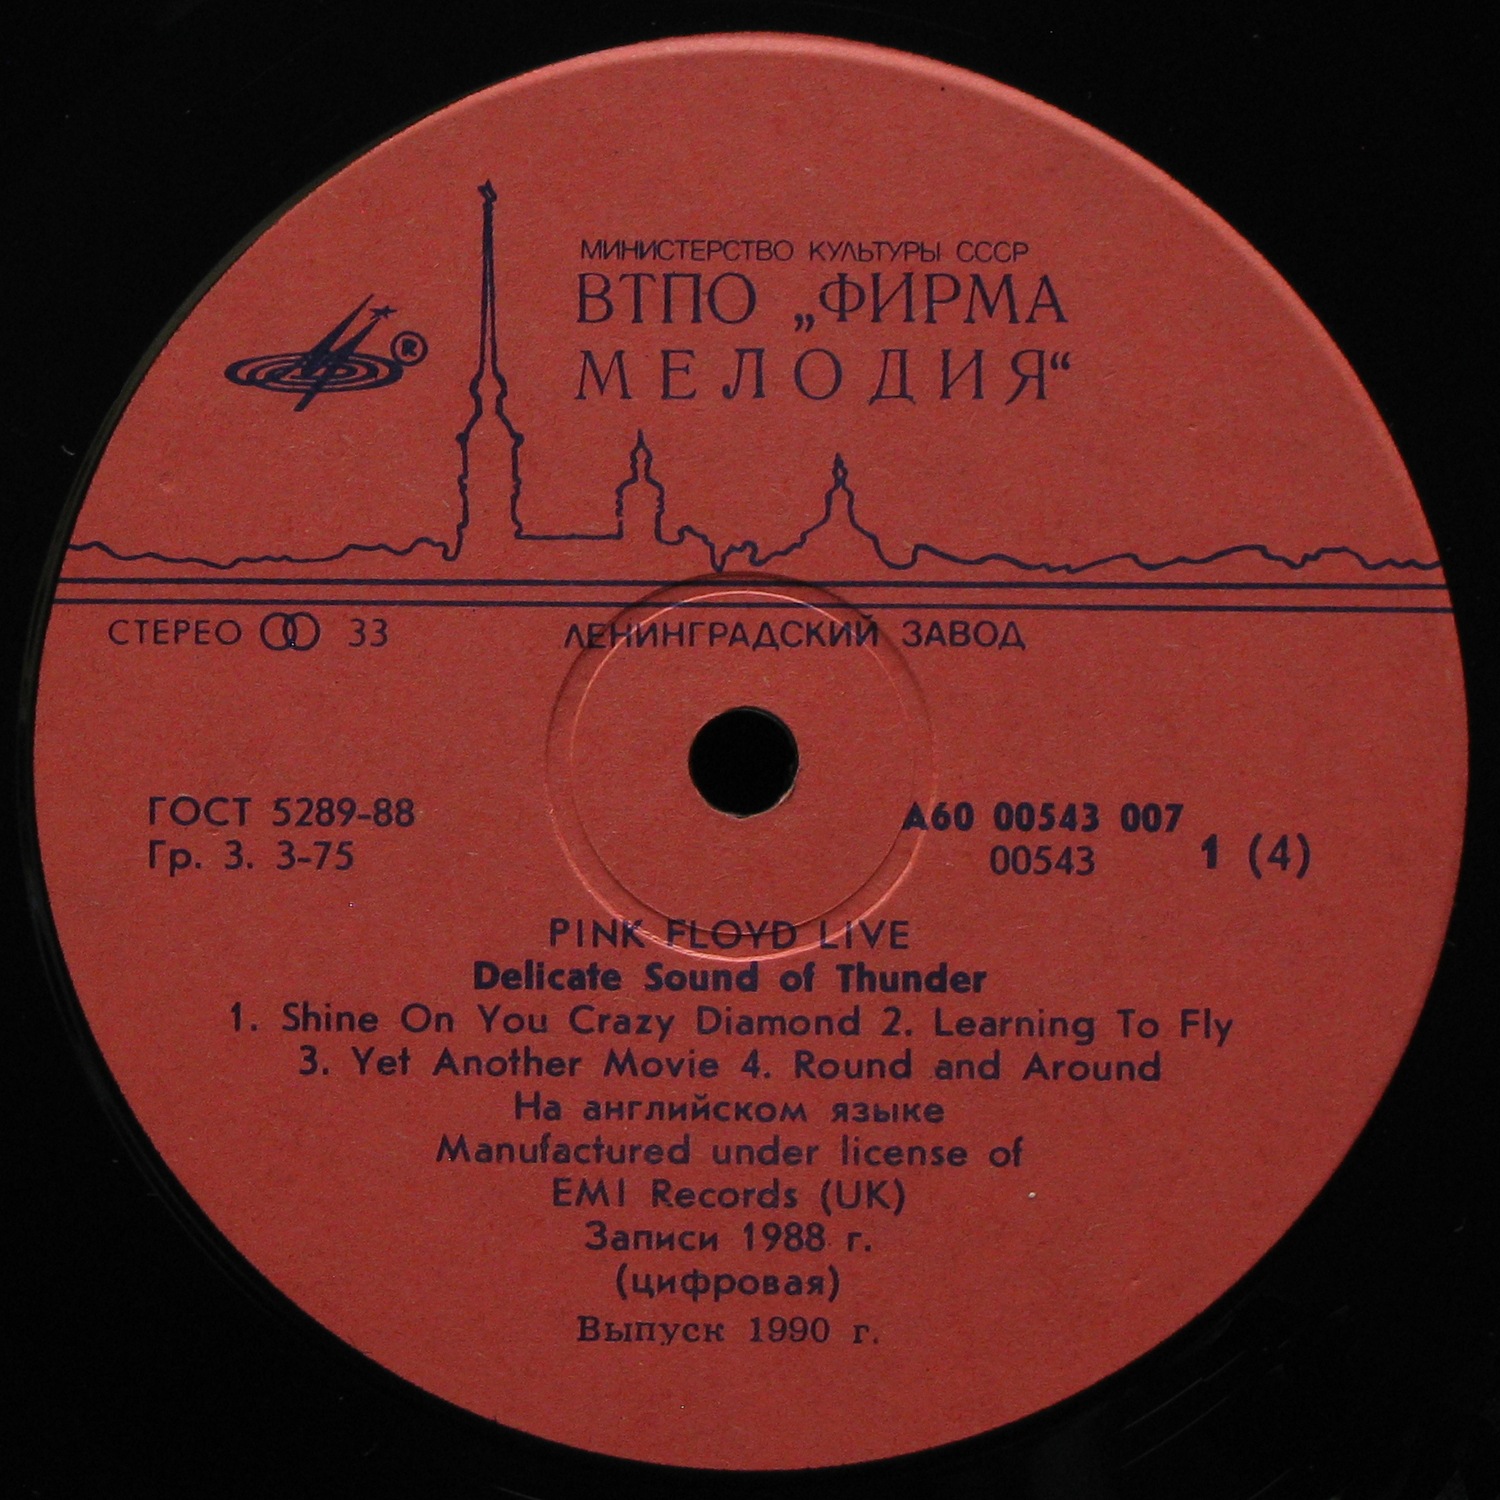 МИНИСТЕРСТВО КУЛЬТУРЫ СССР
ВТПО „ФИРМА
МЕЛОДИЯ“
®
СТЕРЕО 33
ЛЕНИНГРАДСКИЙ ЗАВОД
ГОСТ 5289-88
Гр. 3. 3-75
А60 00543 007
00543
1 (4)
PINK FLOYD LIVE
Delicate Sound of Thunder
1. Shine On You Crazy Diamond 2. Learning To Fly
3. Yet Another Movie 4. Round and Around
На английском языке
Manufactured under license of
EMI Records (UK)
Записи 1988 г.
(цифровая)
Выпуск 1990 г.